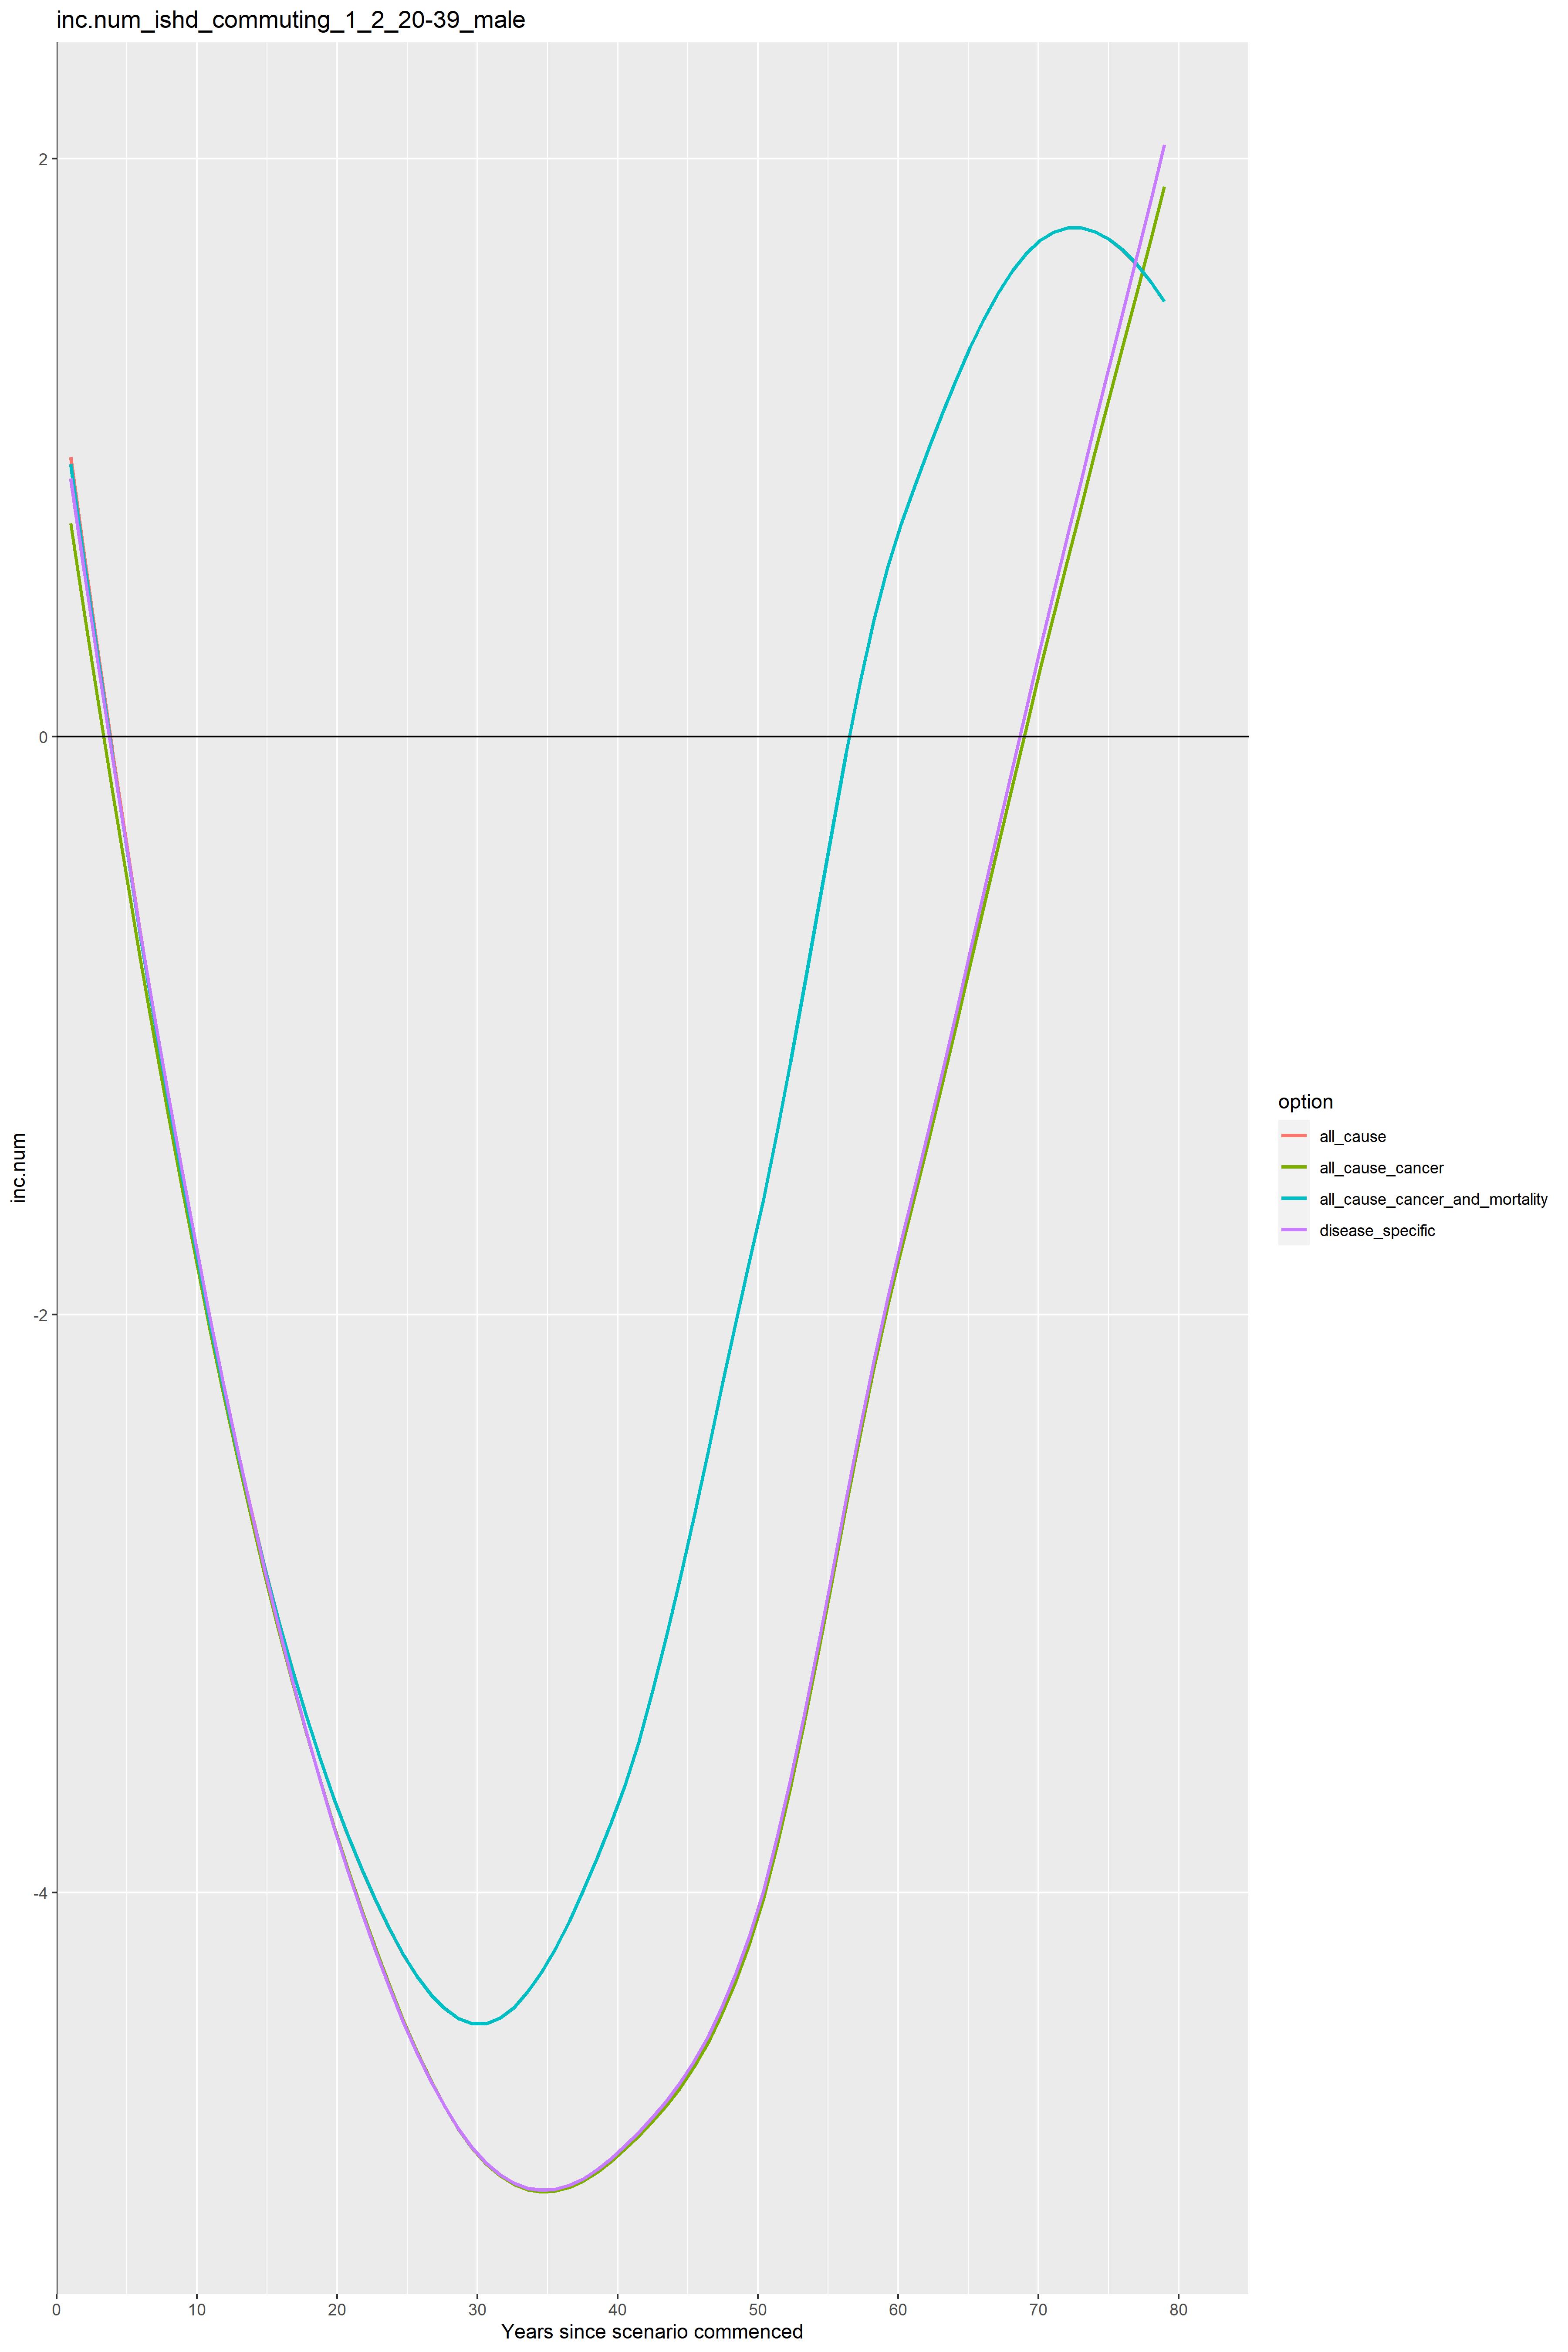 inc.num_ishd_commuting_1_2_20-39_male
2
0
-2
-4
inc.num
0 10 20 30 40 50 60 70 80
Years since scenario commenced
option
all_cause
all_cause_cancer
all_cause_cancer_and_mortality
disease_specific